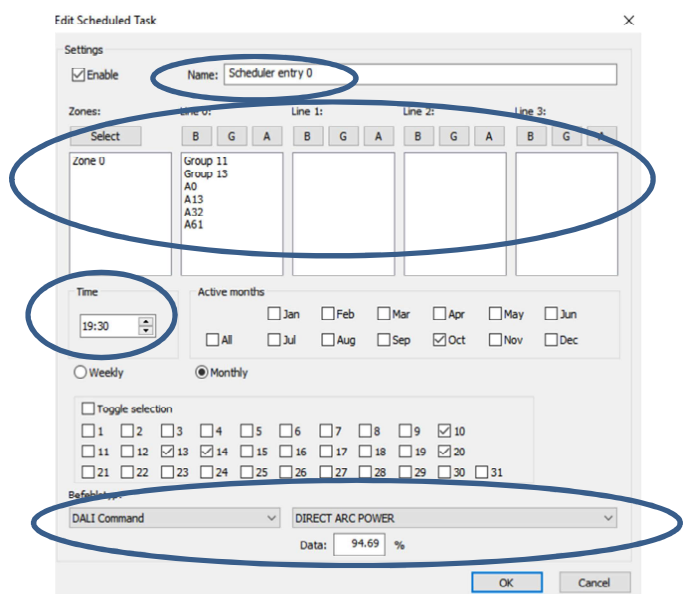 Edit Scheduled Task
Settings
Enable Name: Scheduler entry 0
Zones: Line 0: Line 1: Line 2: Line 3:
Select B G A B G A B G A B G A
Zone 0
Group 11
Group 13
A0
A13
A32
A61
Time Active months
Jan Feb Mar Apr May Jun
19:30
All Jul Aug Sep Oct Nov Dec
Weekly Monthly
Toggle selection
1 2 3 4 5 6 7 8 9 10
11 12 13 14 15 16 17 18 19 20
21 22 23 24 25 26 27 28 29 30 31
Befehlstyp:
DALI Command DIRECT ARC POWER
Data: 94.69 %
OK Cancel